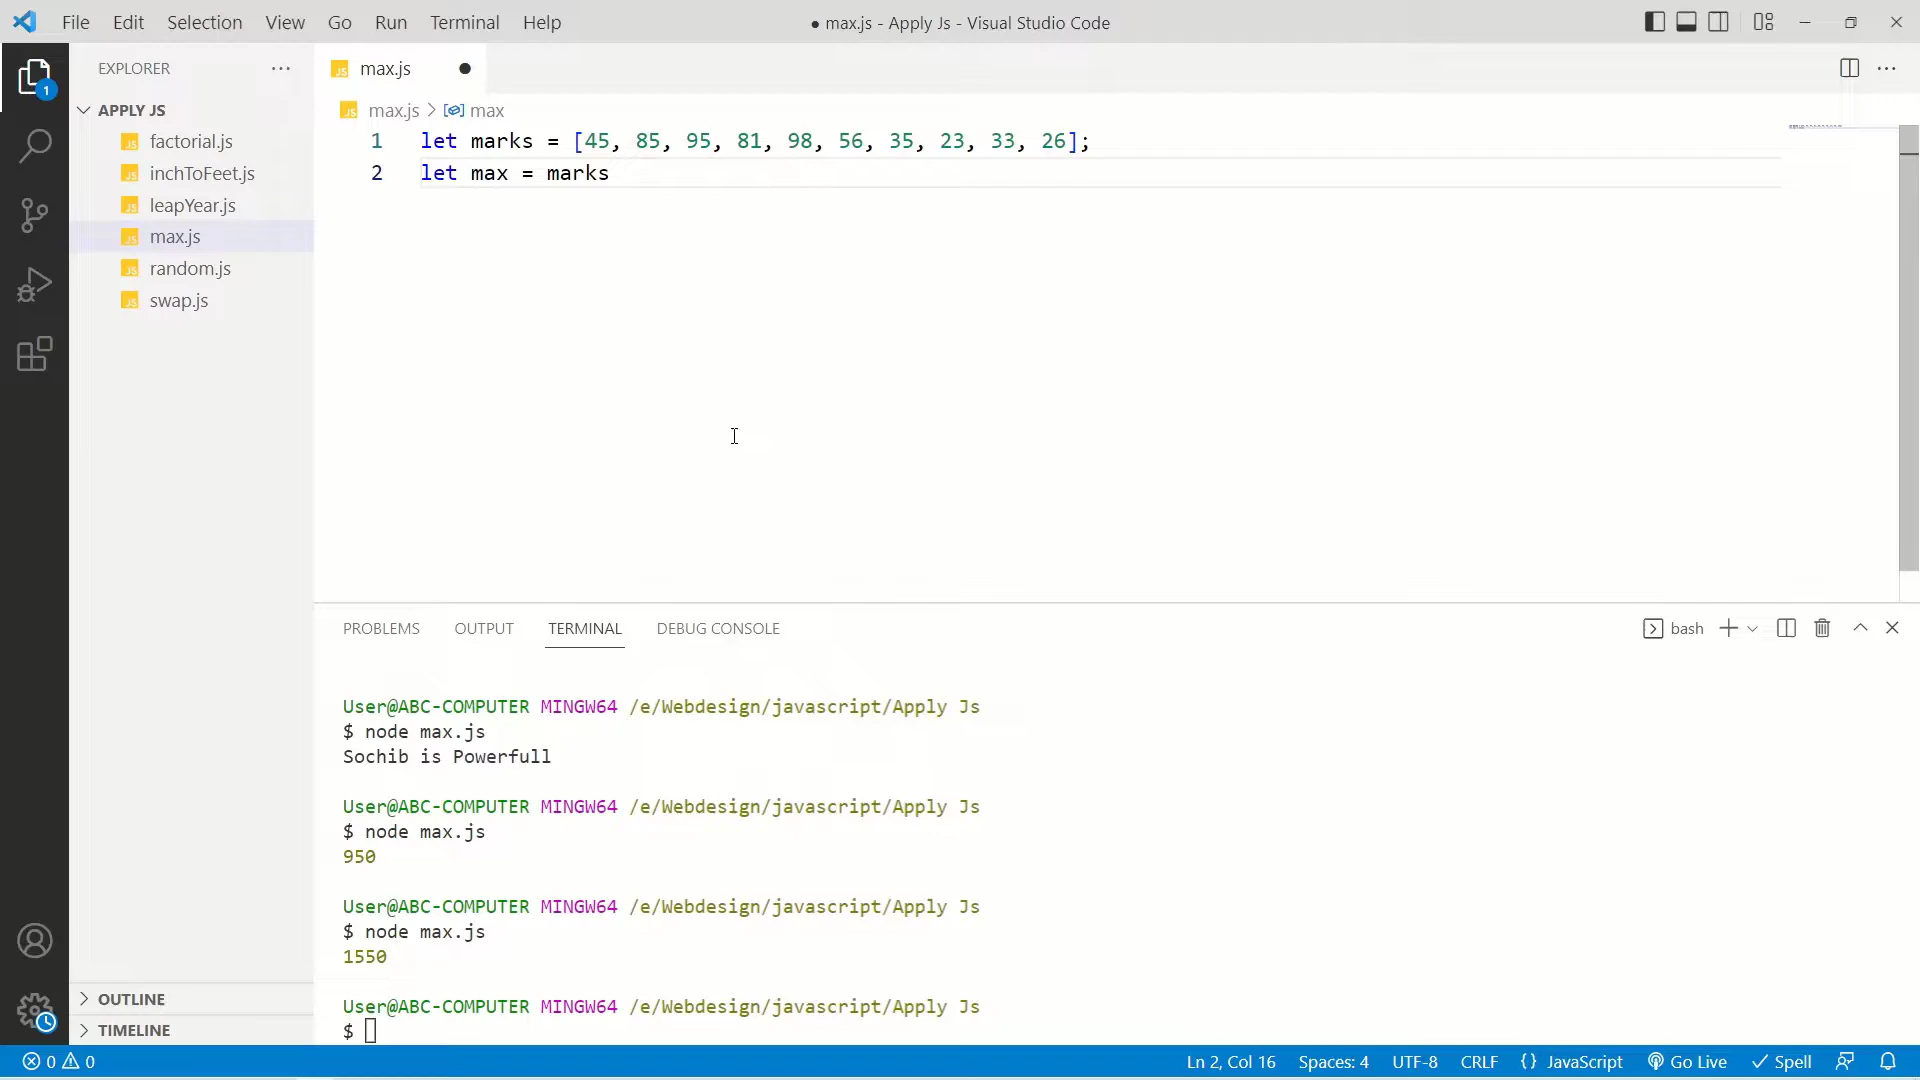 File Edit Selection View Go Run Terminal Help ● max.js - Apply Js - Visual Studio Code
EXPLORER
1
APPLY JS
factorial.js
inchToFeet.js
leapYear.js
max.js
random.js
swap.js
OUTLINE
TIMELINE
max.js
max.js > max
1 let marks = [45, 85, 95, 81, 98, 56, 35, 23, 33, 26];
2 let max = marks
PROBLEMS OUTPUT TERMINAL DEBUG CONSOLE bash
User@ABC-COMPUTER MINGW64 /e/Webdesign/javascript/Apply Js
$ node max.js
Sochib is Powerfull
User@ABC-COMPUTER MINGW64 /e/Webdesign/javascript/Apply Js
$ node max.js
950
User@ABC-COMPUTER MINGW64 /e/Webdesign/javascript/Apply Js
$ node max.js
1550
User@ABC-COMPUTER MINGW64 /e/Webdesign/javascript/Apply Js
$
0 0 Ln 2, Col 16 Spaces: 4 UTF-8 CRLF {} JavaScript Go Live Spell